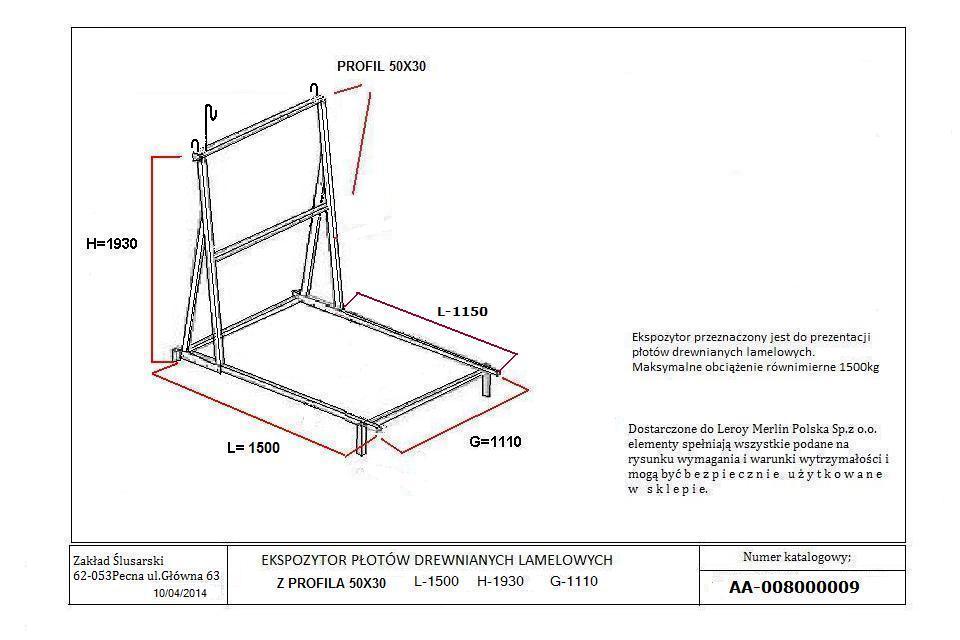 PROFIL 50X30
H=1930
L-1150
L= 1500
G=1110
Ekspozytor przeznaczony jest do prezentacji
płotów drewnianych lamelowych.
Maksymalne obciążenie równimierne 1500kg
Dostarczone do Leroy Merlin Polska Sp.z o.o.
elementy spełniają wszystkie podane na
rysunku wymagania i warunki wytrzymałości i
mogą być b e z p i e c z n i e u ż y t k o w a n e
w s k l e p i e.
Zakład Ślusarski
62-053Pecna ul.Główna 63
10/04/2014
EKSPOZYTOR PŁOTÓW DREWNIANYCH LAMELOWYCH
Z PROFILA 50X30 L-1500 H-1930 G-1110
Numer katalogowy;
AA-008000009